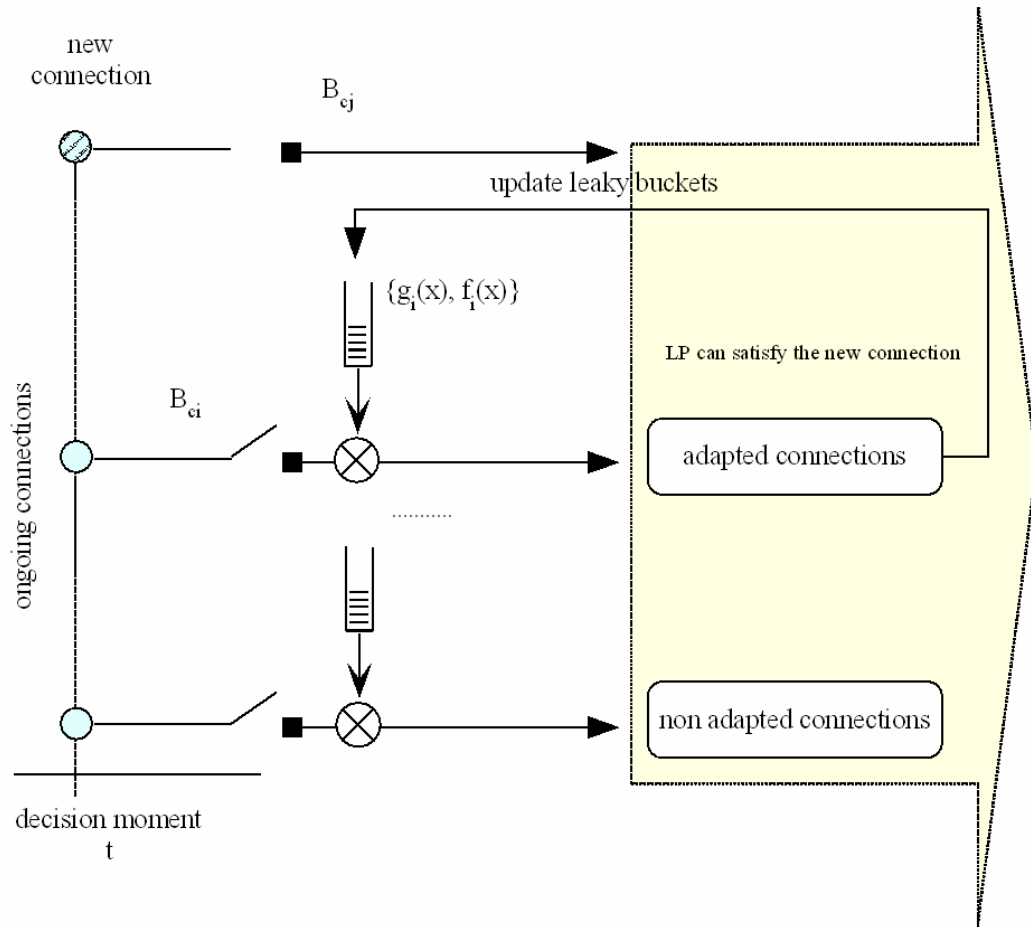 new
connection
B_cj
update leaky buckets
{g_i(x), f_i(x)}
LP can satisfy the new connection
B_ci
ongoing connections
adapted connections
...........
non adapted connections
decision moment
t